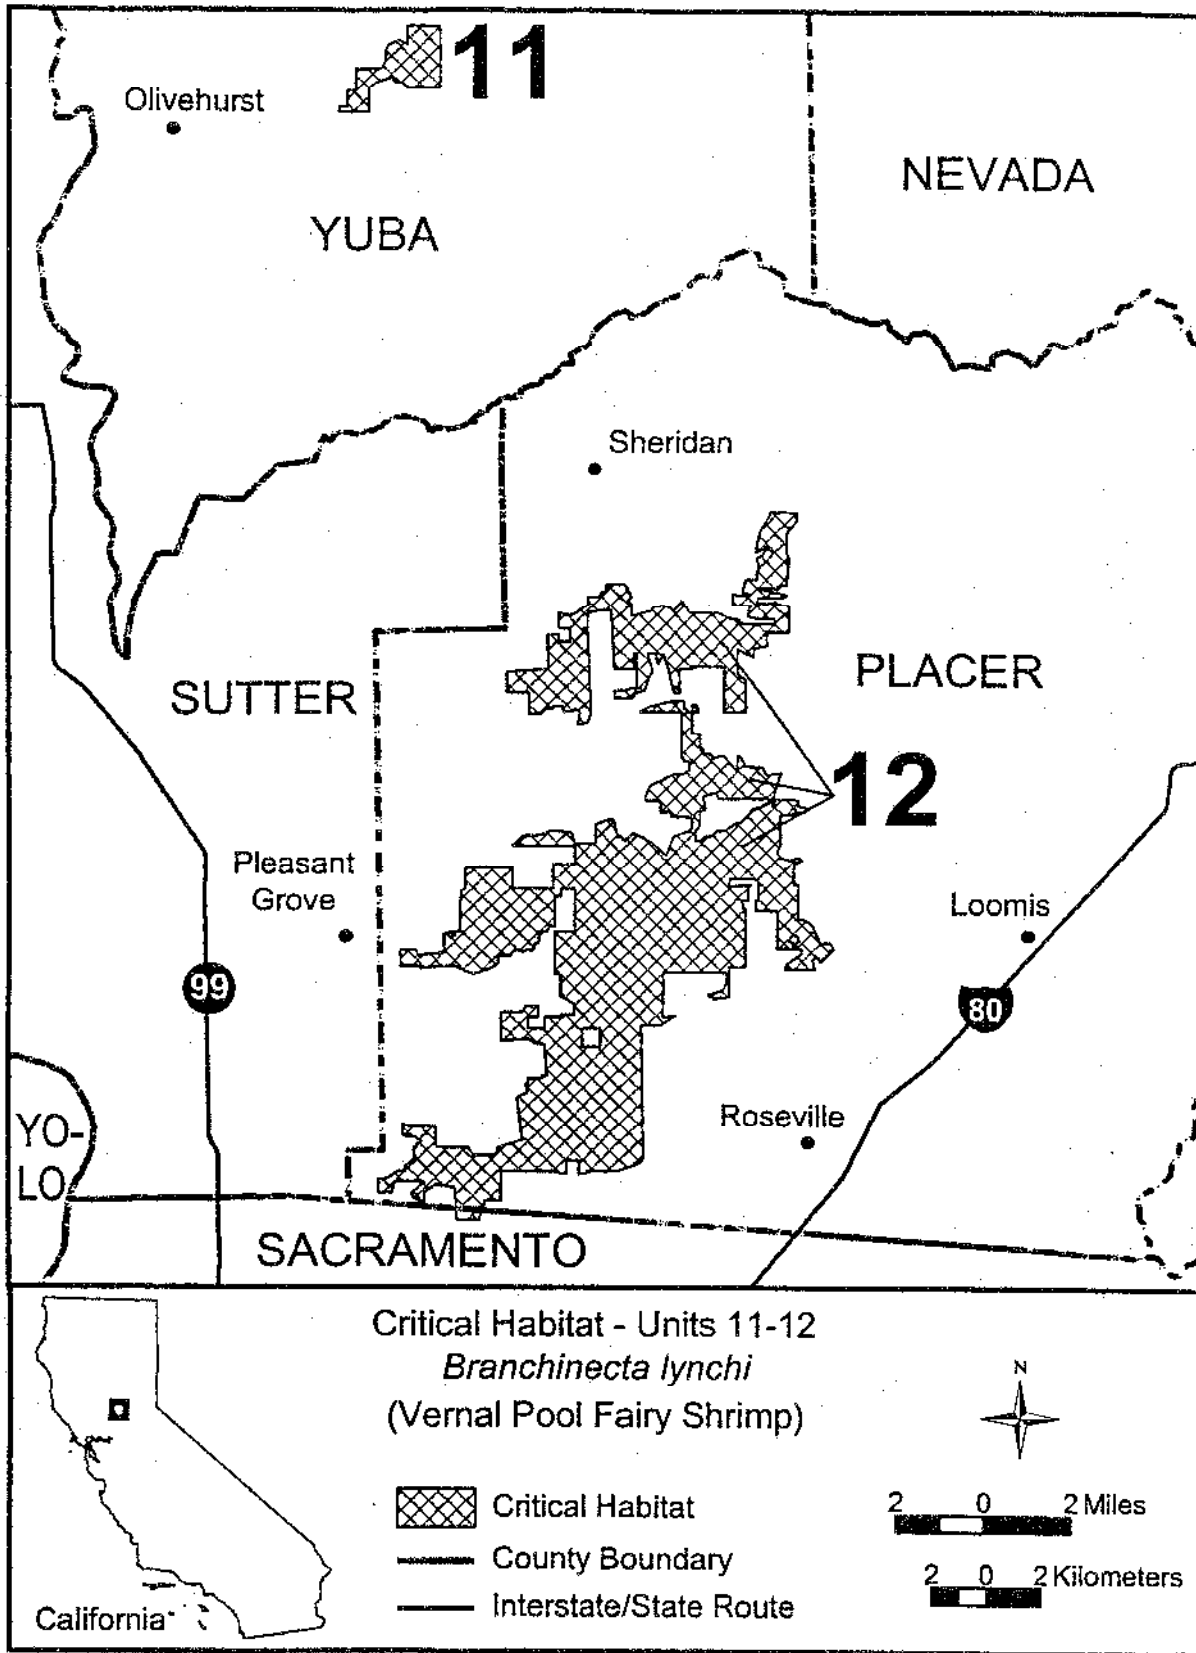 11
Olivehurst
NEVADA
YUBA
Sheridan
PLACER
SUTTER
12
Pleasant
Grove
Loomis
99
80
Roseville
YO-
LO
SACRAMENTO
Critical Habitat - Units 11-12
Branchinecta lynchi
(Vernal Pool Fairy Shrimp)
N
Critical Habitat
2 0 2 Miles
County Boundary
2 0 2 Kilometers
Interstate/State Route
California